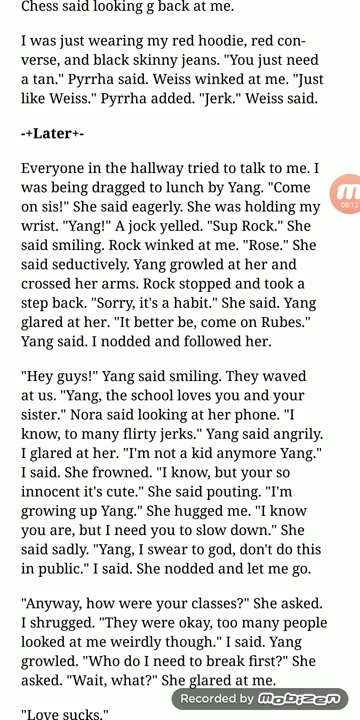 Chess said looking g back at me.
I was just wearing my red hoodie, red con-
verse, and black skinny jeans. "You just need
a tan." Pyrrha said. Weiss winked at me. "Just
like Weiss." Pyrrha added. "Jerk." Weiss said.
-+Later+-
Everyone in the hallway tried to talk to me. I
was being dragged to lunch by Yang. "Come
on sis!" She said eagerly. She was holding my
wrist. "Yang!" A jock yelled. "Sup Rock." She
said smiling. Rock winked at me. "Rose." She
said seductively. Yang growled at her and
crossed her arms. Rock stopped and took a
step back. "Sorry, it's a habit." She said. Yang
glared at her. "It better be, come on Rubes."
Yang said. I nodded and followed her.
"Hey guys!" Yang said smiling. They waved
at us. "Yang, the school loves you and your
sister." Nora said looking at her phone. "I
know, to many flirty jerks." Yang said angrily.
I glared at her. "I'm not a kid anymore Yang."
I said. She frowned. "I know, but your so
innocent it's cute." She said pouting. "I'm
growing up Yang." She hugged me. "I know
you are, but I need you to slow down." She
said sadly. "Yang, I swear to god, don't do this
in public." I said. She nodded and let me go.
"Anyway, how were your classes?" She asked.
I shrugged. "They were okay, too many people
looked at me weirdly though." I said. Yang
growled. "Who do I need to break first?" She
asked. "Wait, what?" She glared at me.
"Love sucks."
M
08:12
Recorded by mobizen